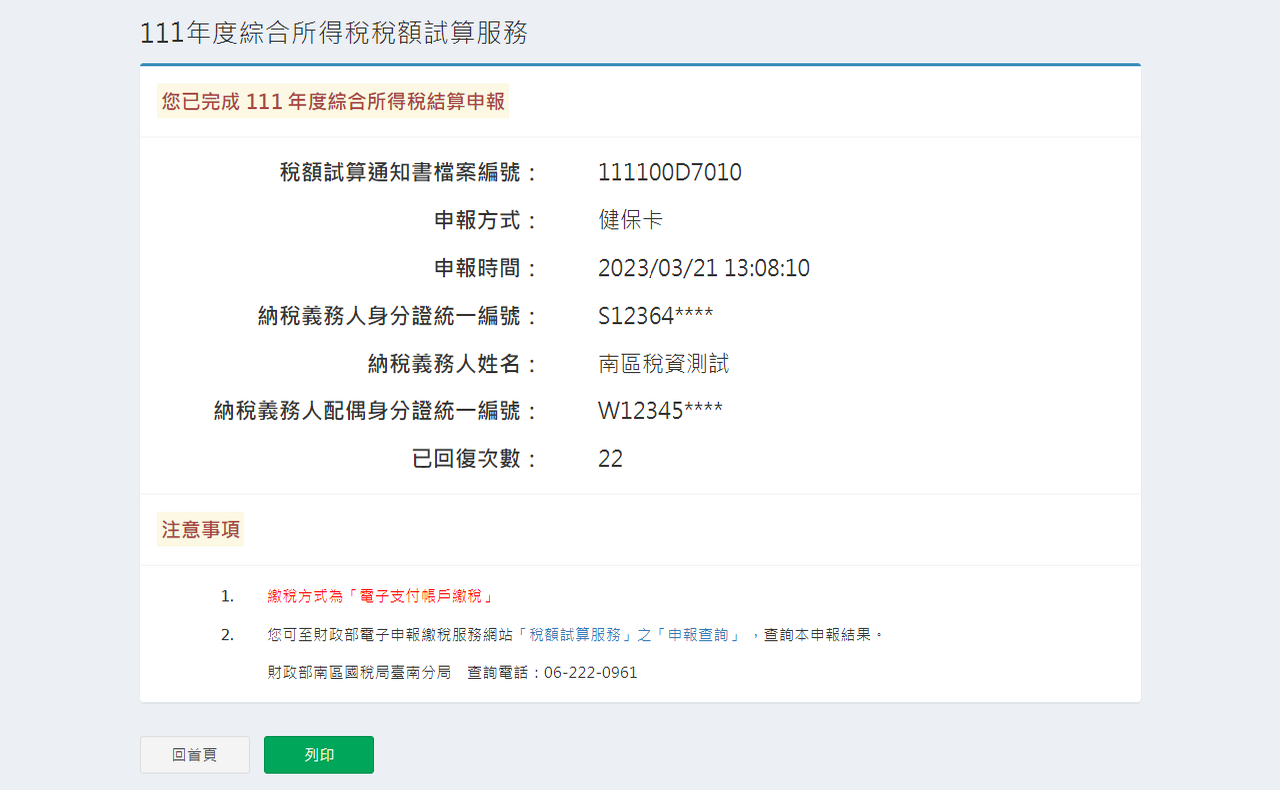 111年度綜合所得稅稅額試算服務
您已完成 111 年度綜合所得稅結算申報
稅額試算通知書檔案編號： 111100D7010
申報方式： 健保卡
申報時間： 2023/03/21 13:08:10
納稅義務人身分證統一編號： S12364****
納稅義務人姓名： 南區稅資測試
納稅義務人配偶身分證統一編號： W12345****
已回復次數： 22
注意事項
1. 繳稅方式為「電子支付帳戶繳稅」
2. 您可至財政部電子申報繳稅服務網站「稅額試算服務」之「申報查詢」 ，查詢本申報結果。
財政部南區國稅局臺南分局　查詢電話：06-222-0961
回首頁 列印